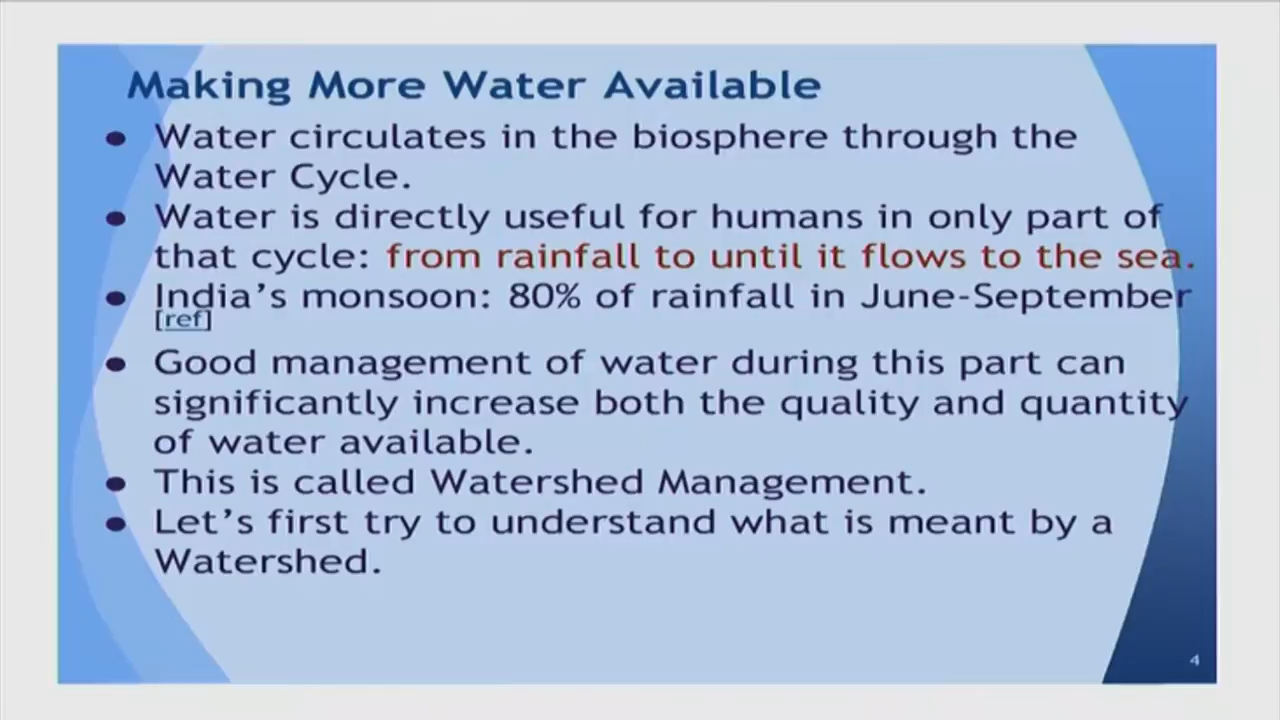 Making More Water Available
● Water circulates in the biosphere through the
Water Cycle.
● Water is directly useful for humans in only part of
that cycle: from rainfall to until it flows to the sea.
● India’s monsoon: 80% of rainfall in June-September
[ref]
● Good management of water during this part can
significantly increase both the quality and quantity
of water available.
● This is called Watershed Management.
● Let’s first try to understand what is meant by a
Watershed.
4